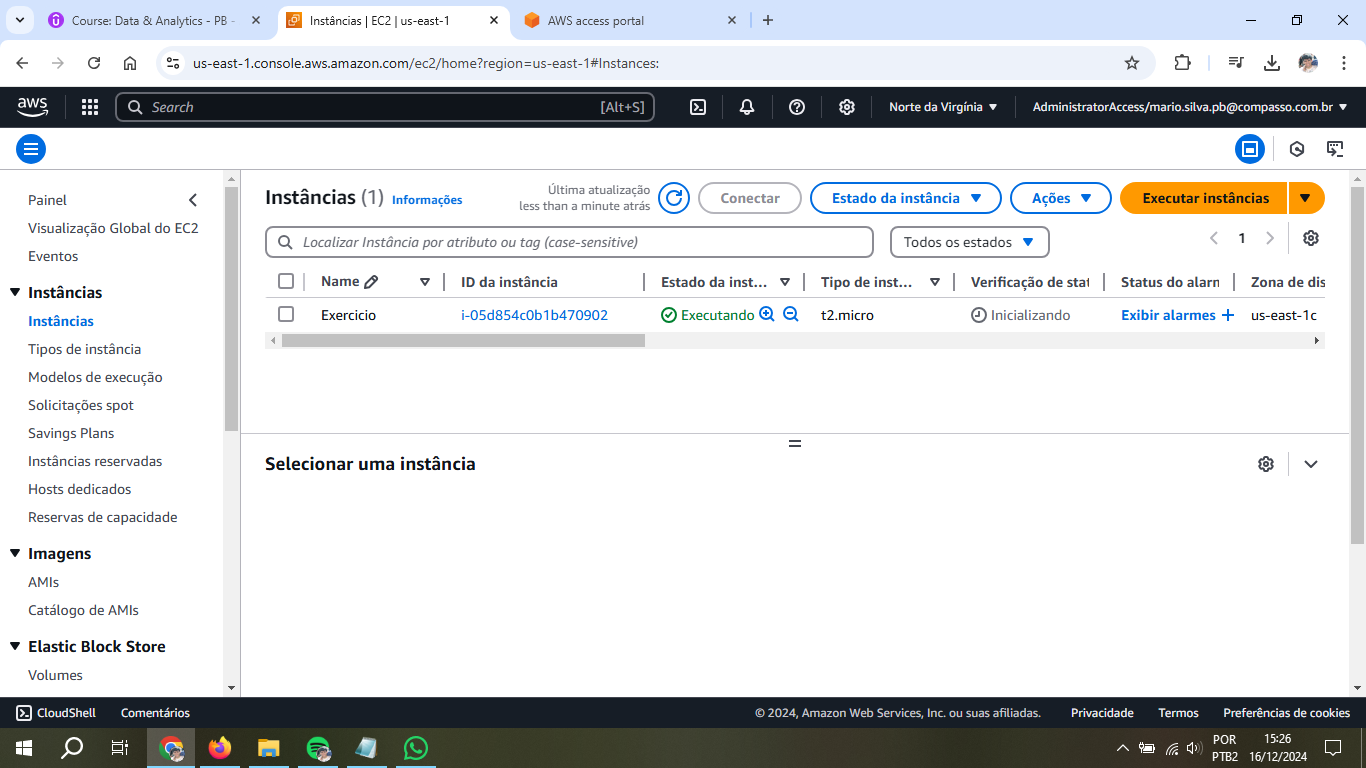 Course: Data & Analytics - PB -
Instâncias | EC2 | us-east-1
AWS access portal
us-east-1.console.aws.amazon.com/ec2/home?region=us-east-1#Instances:
aws
Search
[Alt+S]
Norte da Virgínia
AdministratorAccess/mario.silva.pb@compasso.com.br
Painel
Visualização Global do EC2
Eventos
Instâncias
Instâncias
Tipos de instância
Modelos de execução
Solicitações spot
Savings Plans
Instâncias reservadas
Hosts dedicados
Reservas de capacidade
Imagens
AMIs
Catálogo de AMIs
Elastic Block Store
Volumes
Instâncias (1) Informações
Última atualização
less than a minute atrás
Conectar
Estado da instância
Ações
Executar instâncias
Localizar Instância por atributo ou tag (case-sensitive)
Todos os estados
1
Name ID da instância Estado da inst... Tipo de inst... Verificação de stat Status do alarn Zona de dis
Exercicio i-05d854c0b1b470902 Executando t2.micro Inicializando Exibir alarmes + us-east-1c
Selecionar uma instância
CloudShell Comentários © 2024, Amazon Web Services, Inc. ou suas afiliadas. Privacidade Termos Preferências de cookies
POR
PTB2
15:26
16/12/2024